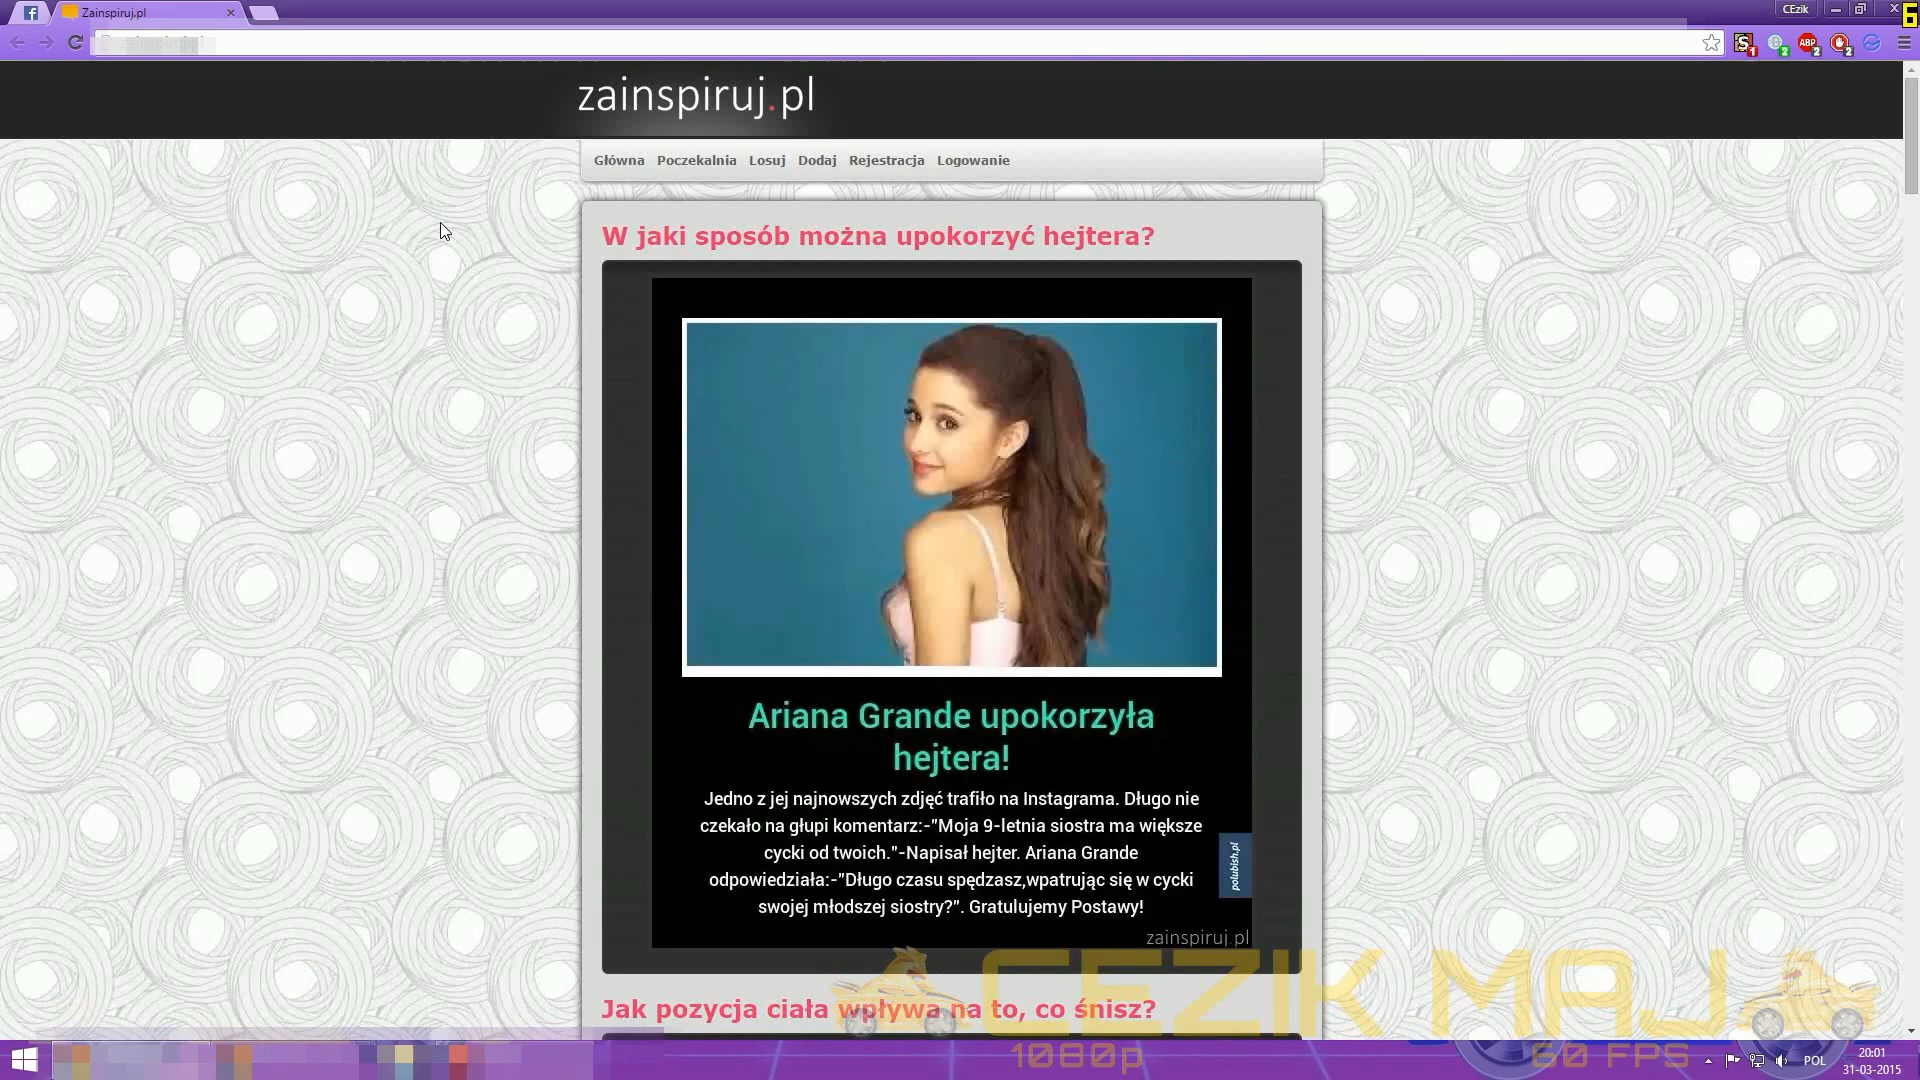 Zainspiruj.pl
CEzik
6
zainspiruj.pl
Główna Poczekalnia Losuj Dodaj Rejestracja Logowanie
W jaki sposób można upokorzyć hejtera?
Ariana Grande upokorzyła
hejtera!
Jedno z jej najnowszych zdjęć trafiło na Instagrama. Długo nie
czekało na głupi komentarz:-"Moja 9-letnia siostra ma większe
cycki od twoich."-Napisał hejter. Ariana Grande
odpowiedziała:-"Długo czasu spędzasz,wpatrując się w cycki
swojej młodszej siostry?". Gratulujemy Postawy!
polubish.pl
zainspiruj.pl
Jak pozycja ciała wpływa na to, co śnisz?
CEZIK MAJ
1080p
60 FPS
POL
20:01
31-03-2015